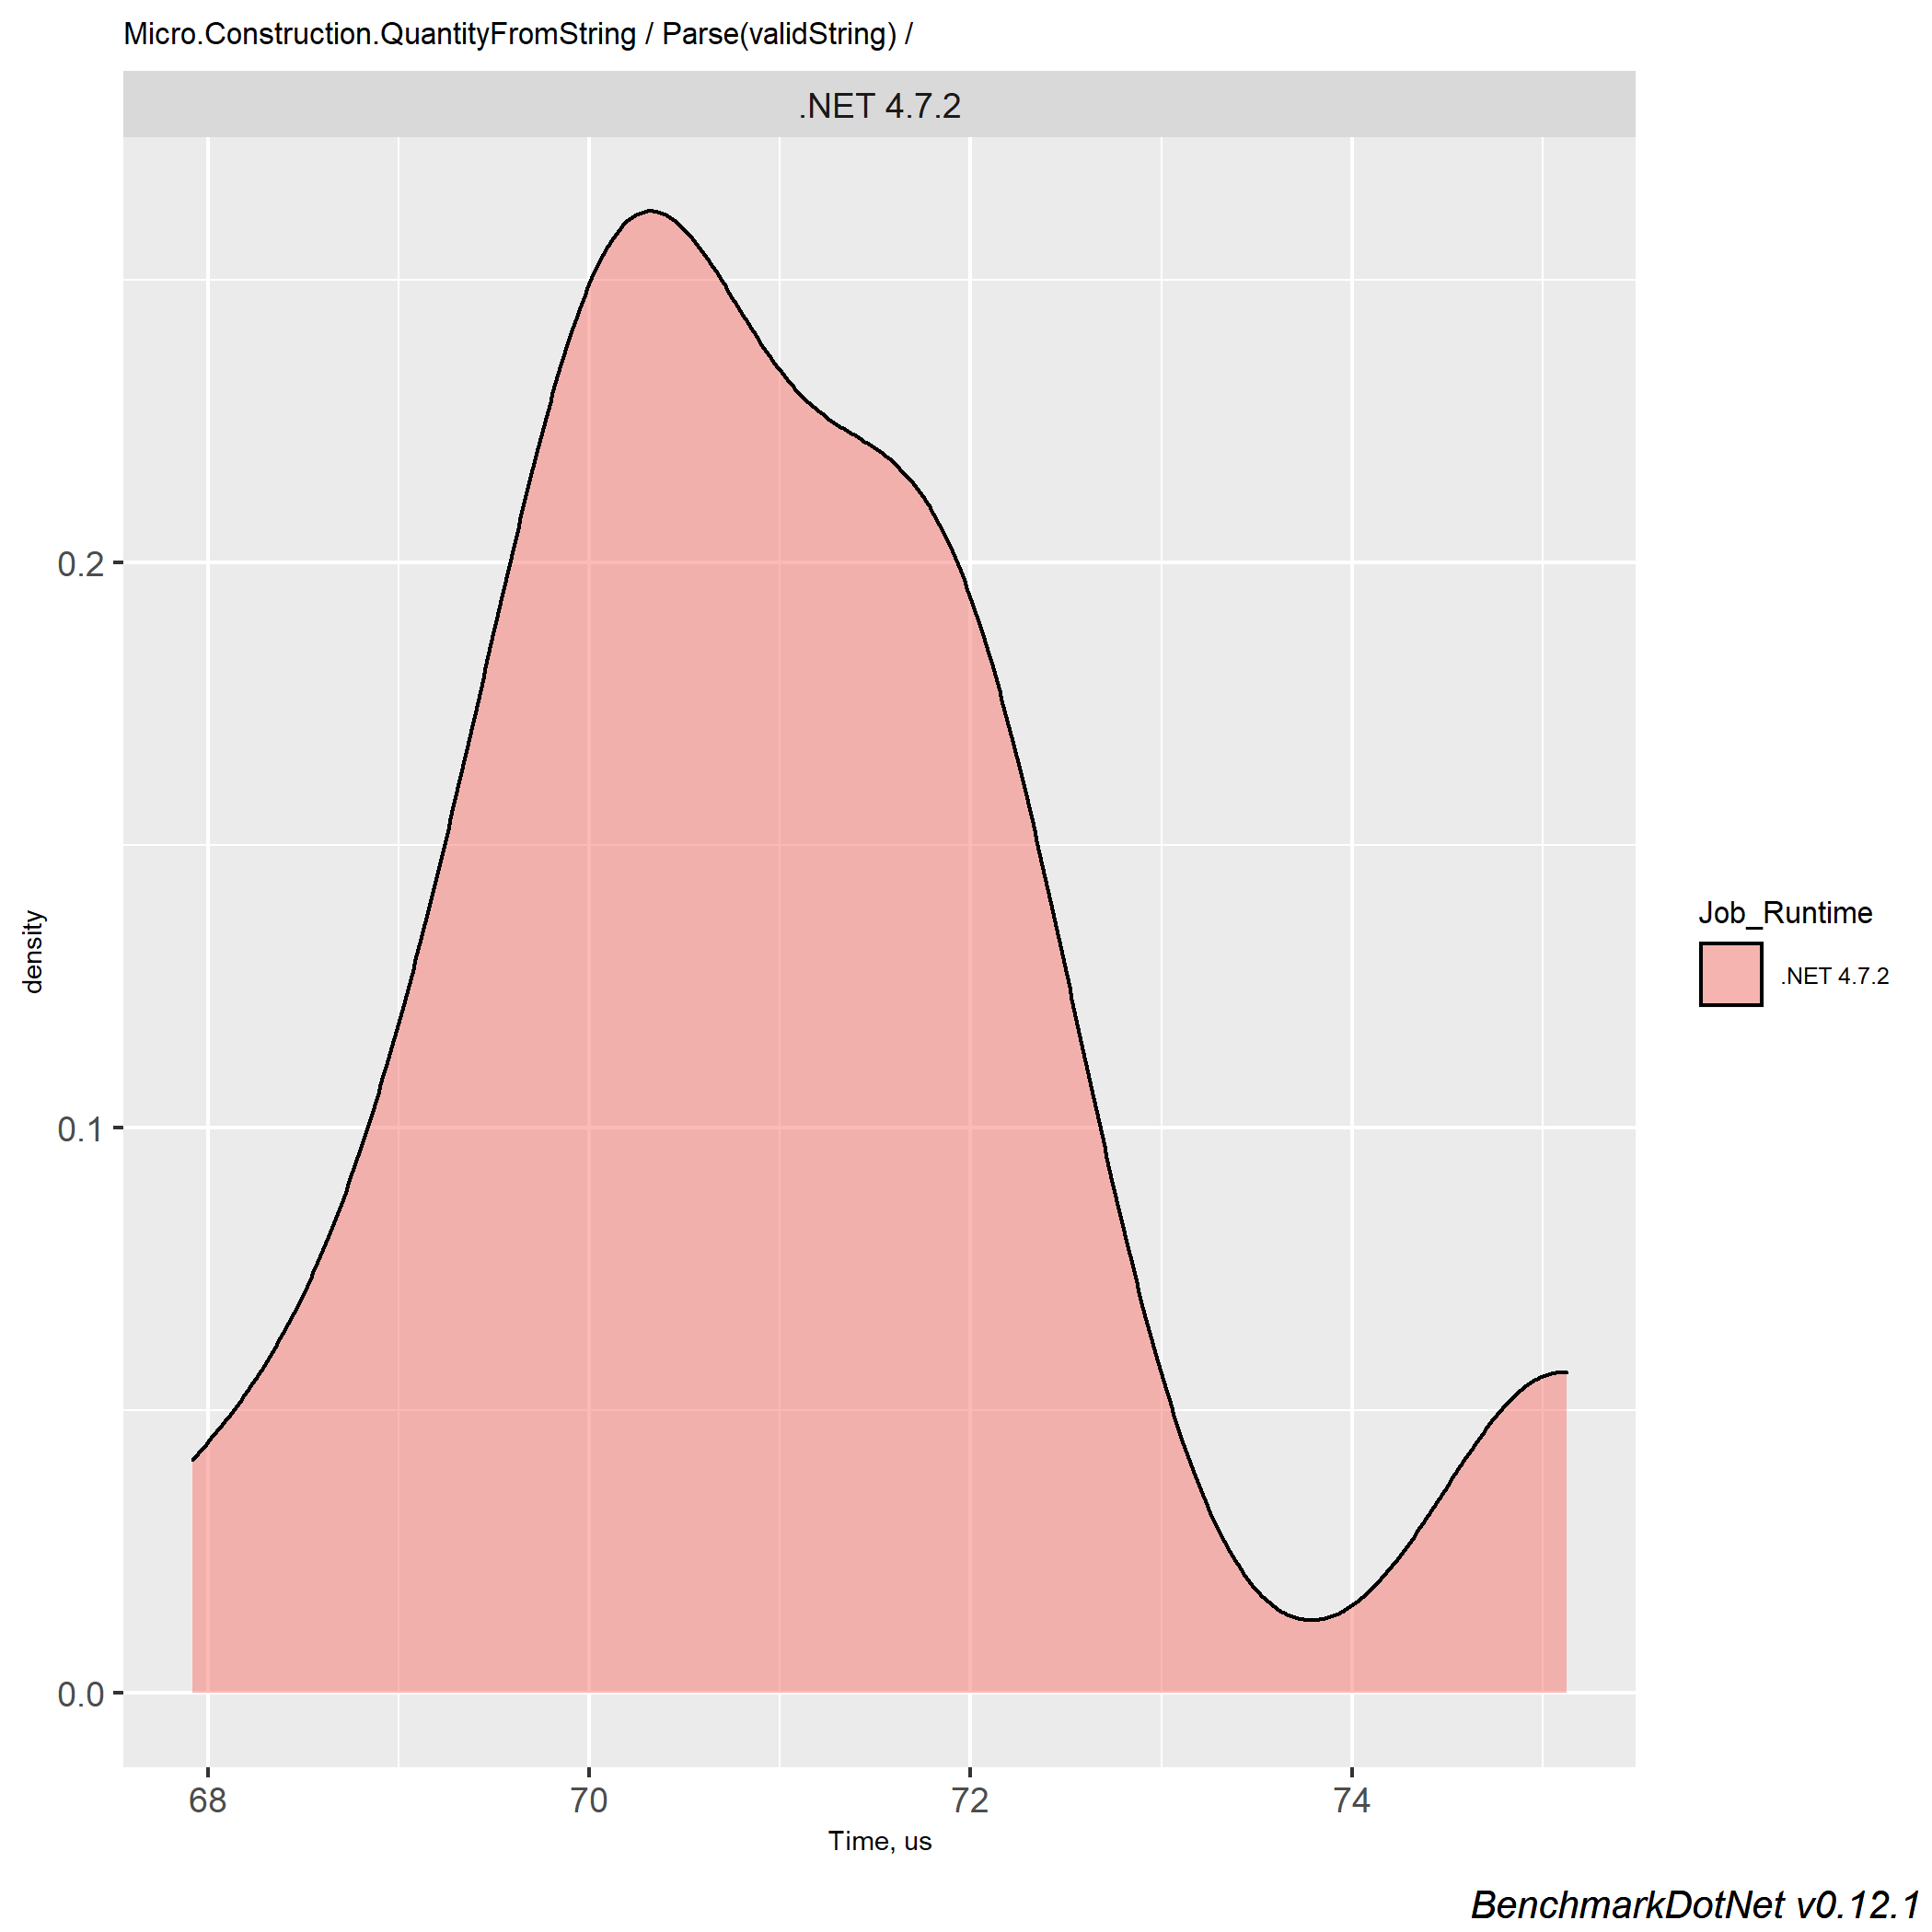 Micro.Construction.QuantityFromString / Parse(validString) /
.NET 4.7.2
0.2
0.1
0.0
density
68 70 72 74
Time, us
Job_Runtime
.NET 4.7.2
BenchmarkDotNet v0.12.1